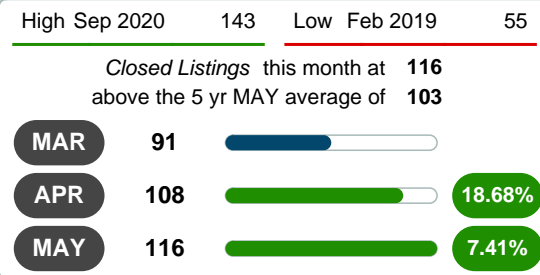 High Sep 2020 143 Low Feb 2019 55
Closed Listings this month at 116
above the 5 yr MAY average of 103
MAR 91
APR 108 18.68%
MAY 116 7.41%